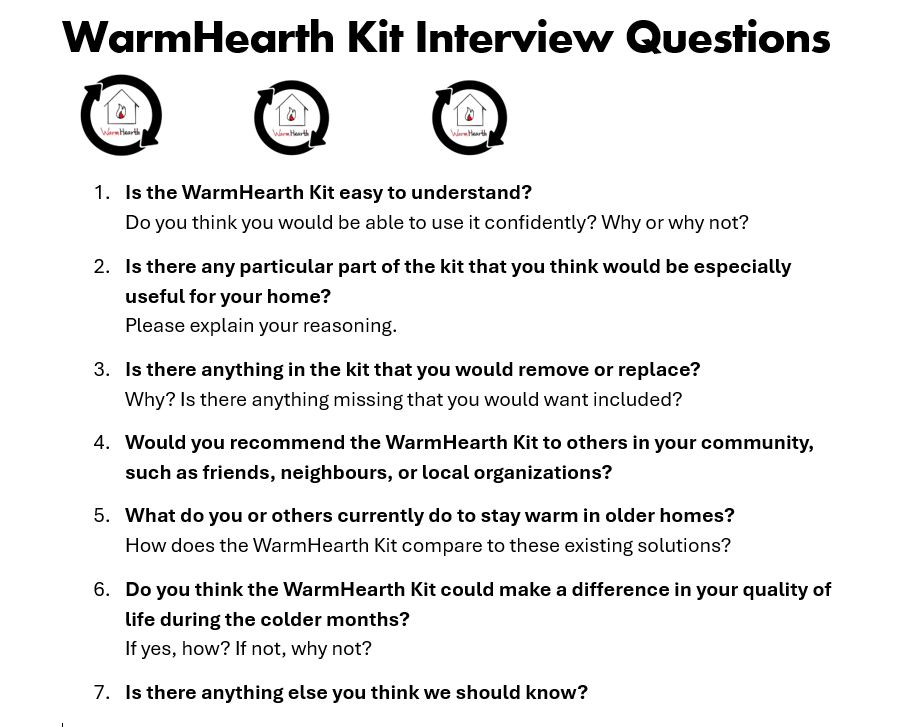 WarmHearth Kit Interview Questions
WarmHearth WarmHearth WarmHearth
1. Is the WarmHearth Kit easy to understand?
Do you think you would be able to use it confidently? Why or why not?
2. Is there any particular part of the kit that you think would be especially
useful for your home?
Please explain your reasoning.
3. Is there anything in the kit that you would remove or replace?
Why? Is there anything missing that you would want included?
4. Would you recommend the WarmHearth Kit to others in your community,
such as friends, neighbours, or local organizations?
5. What do you or others currently do to stay warm in older homes?
How does the WarmHearth Kit compare to these existing solutions?
6. Do you think the WarmHearth Kit could make a difference in your quality of
life during the colder months?
If yes, how? If not, why not?
7. Is there anything else you think we should know?